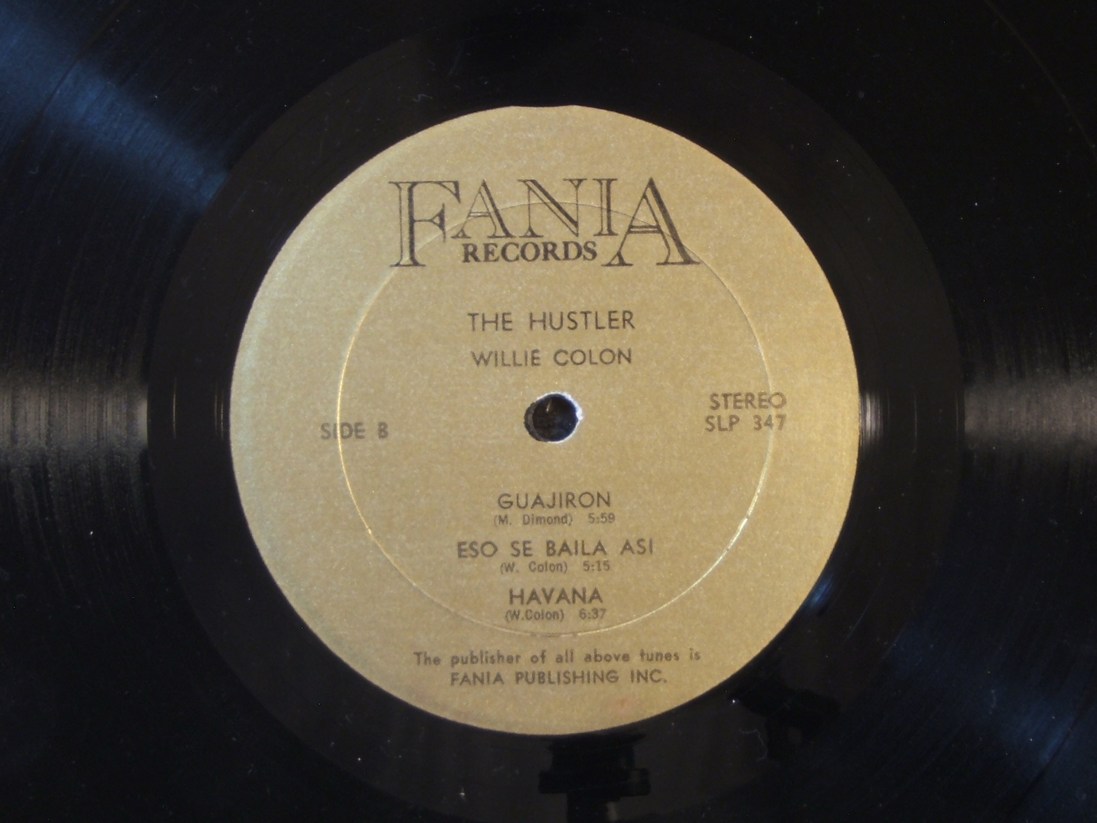 FANIA
RECORDS
THE HUSTLER
WILLIE COLON
SIDE B
STEREO
SLP 347
GUAJIRON
(M. Dimond) 5:59
ESO SE BAILA ASI
(W. Colon) 5:15
HAVANA
(W.Colon) 6:37
The publisher of all above tunes is
FANIA PUBLISHING INC.